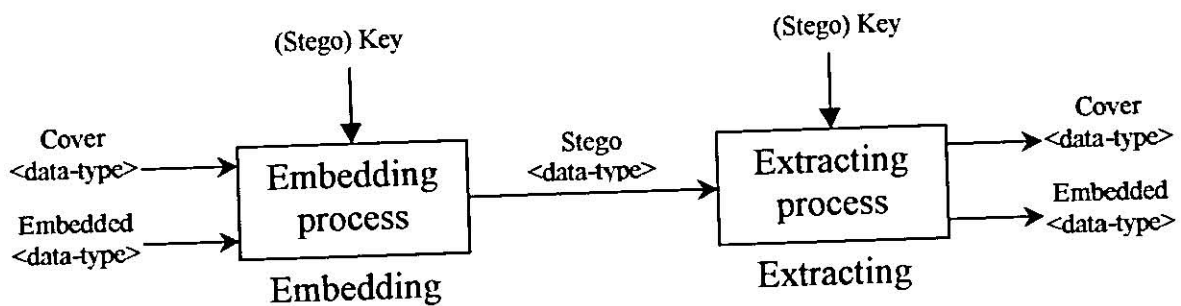 (Stego) Key
(Stego) Key
Cover
<data-type>
Embedded
<data-type>
Embedding
process
Embedding
Stego
<data-type>
Extracting
process
Extracting
Cover
<data-type>
Embedded
<data-type>